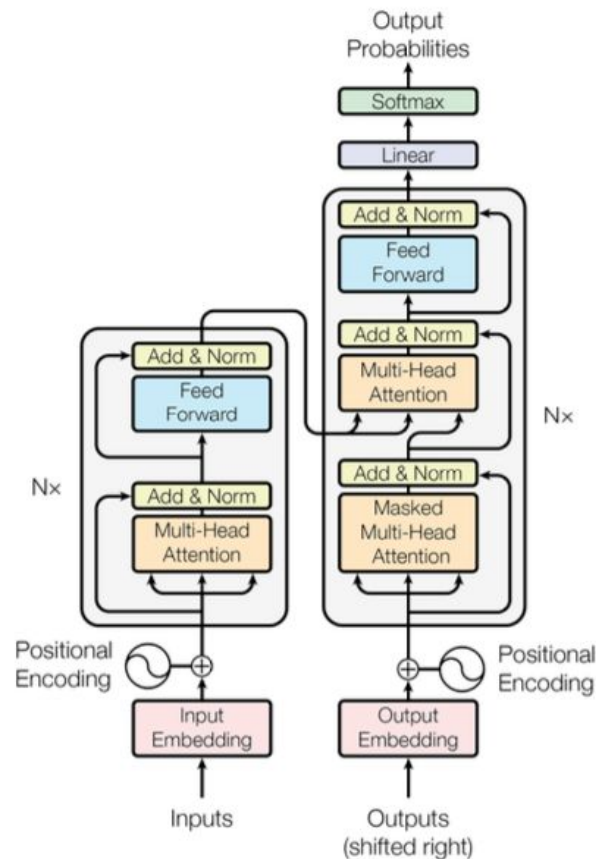 Output
Probabilities
Softmax
Linear
Add & Norm
Feed
Forward
Add & Norm
Multi-Head
Attention
Add & Norm
Masked
Multi-Head
Attention
N×
Add & Norm
Feed
Forward
Add & Norm
Multi-Head
Attention
N×
Positional
Encoding
Positional
Encoding
Input
Embedding
Output
Embedding
Inputs
Outputs
(shifted right)